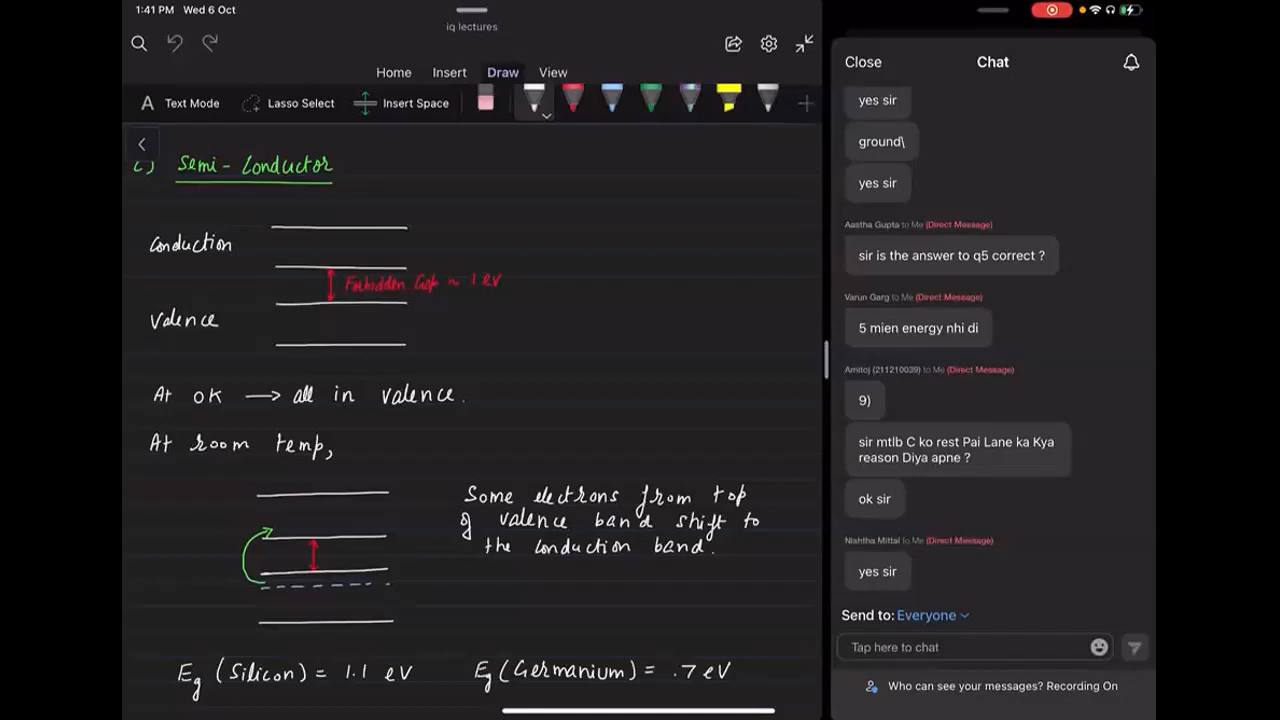 1:41 PM Wed 6 Oct
iq lectures
Home Insert Draw View
A Text Mode Lasso Select Insert Space
c) Semi - Conductor
Conduction
Forbidden Gap ~ 1 eV
Valence
At 0K → all in valence.
At room temp,
Some electrons from top
of valence band shift to
the conduction band.
Eg (Silicon) = 1.1 eV Eg (Germanium) = .7 eV
Close Chat
yes sir
ground\
yes sir
Aastha Gupta to Me (Direct Message)
sir is the answer to q5 correct ?
Varun Garg to Me (Direct Message)
5 mien energy nhi di
Amitoj (211210039) to Me (Direct Message)
9)
sir mtlb C ko rest Pai Lane ka Kya
reason Diya apne ?
ok sir
Nishtha Mittal to Me (Direct Message)
yes sir
Send to: Everyone
Tap here to chat
Who can see your messages? Recording On